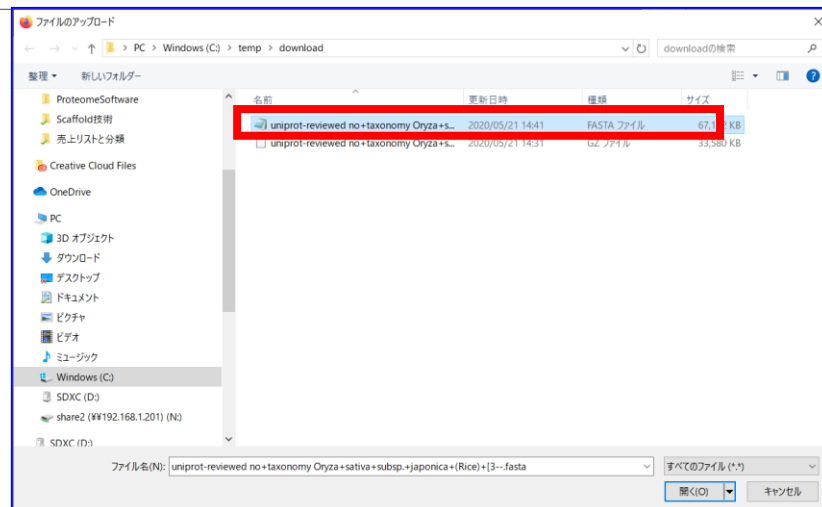 ファイルのアップロード
PC > Windows (C:) > temp > download
downloadの検索
整理 新しいフォルダー
名前 更新日時 種類 サイズ
uniprot-reviewed no+taxonomy Oryza+s... 2020/05/21 14:41 FASTA ファイル KB
uniprot-reviewed no+taxonomy Oryza+s... 2020/05/21 14:31 GZ ファイル 33,580 KB
ProteomeSoftware
Scaffold技術
売上リストと分類
Creative Cloud Files
OneDrive
PC
3D オブジェクト
ダウンロード
デスクトップ
ドキュメント
ピクチャ
ビデオ
ミュージック
Windows (C:)
SDXC (D:)
share2 (¥¥192.168.1.201) (N:)
SDXC (D:)
ファイル名(N): uniprot-reviewed no+taxonomy Oryza+sativa+subsp.+japonica+(Rice)+[3--.fasta
すべてのファイル (*.*)
開く(O) キャンセル